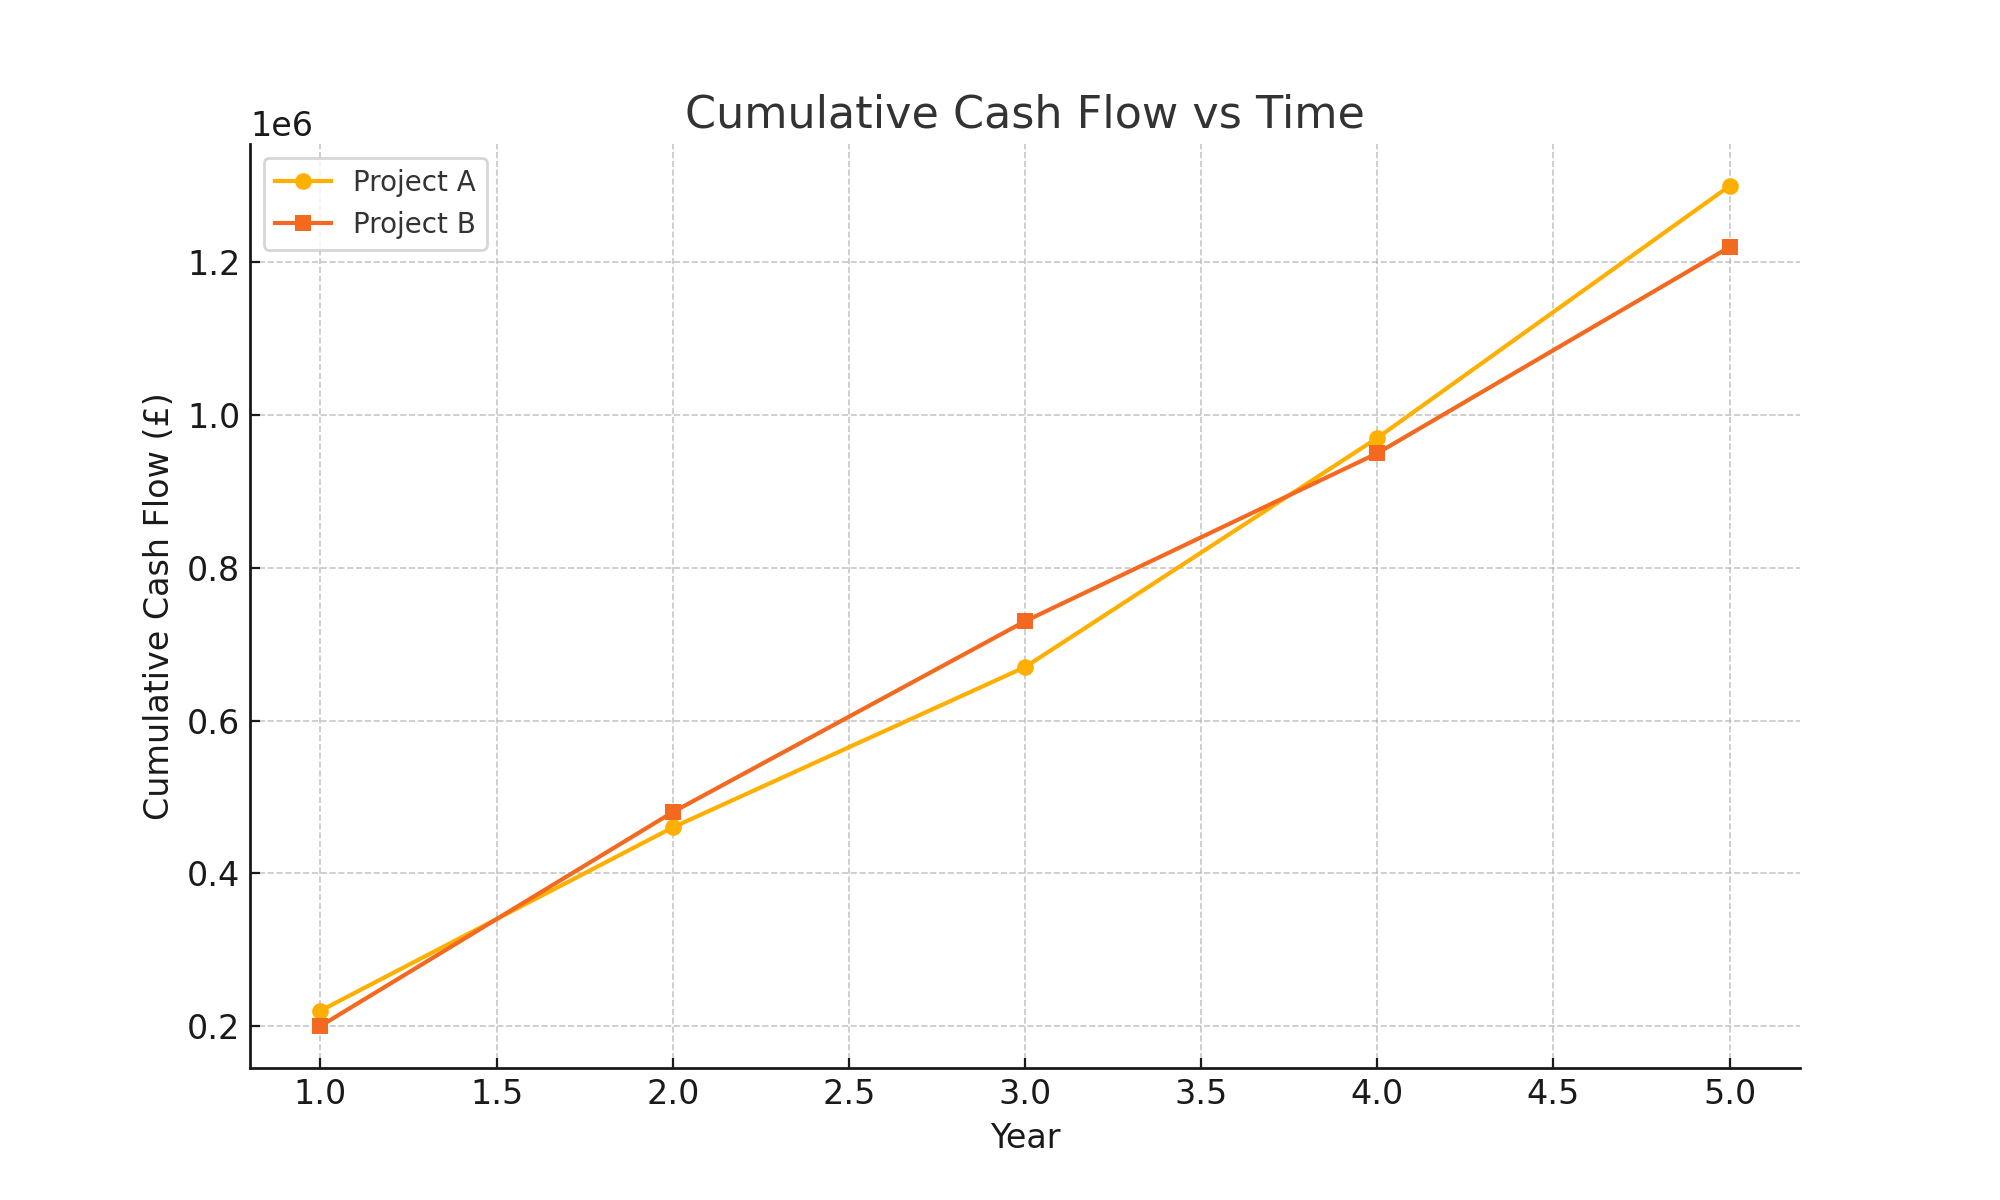 Cumulative Cash Flow vs Time
1e6
Project A
Project B
1.2
1.0
0.8
0.6
0.4
0.2
Cumulative Cash Flow (£)
1.0 1.5 2.0 2.5 3.0 3.5 4.0 4.5 5.0
Year